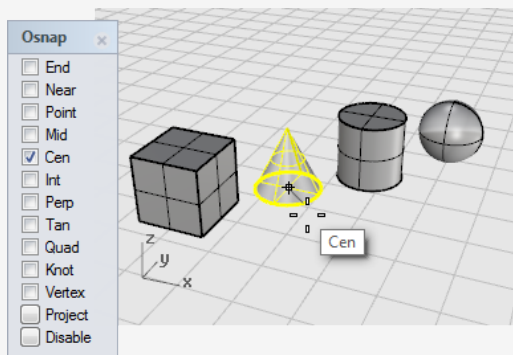 Osnap
End
Near
Point
Mid
Cen
Int
Perp
Tan
Quad
Knot
Vertex
Project
Disable
Cen
z
y
x